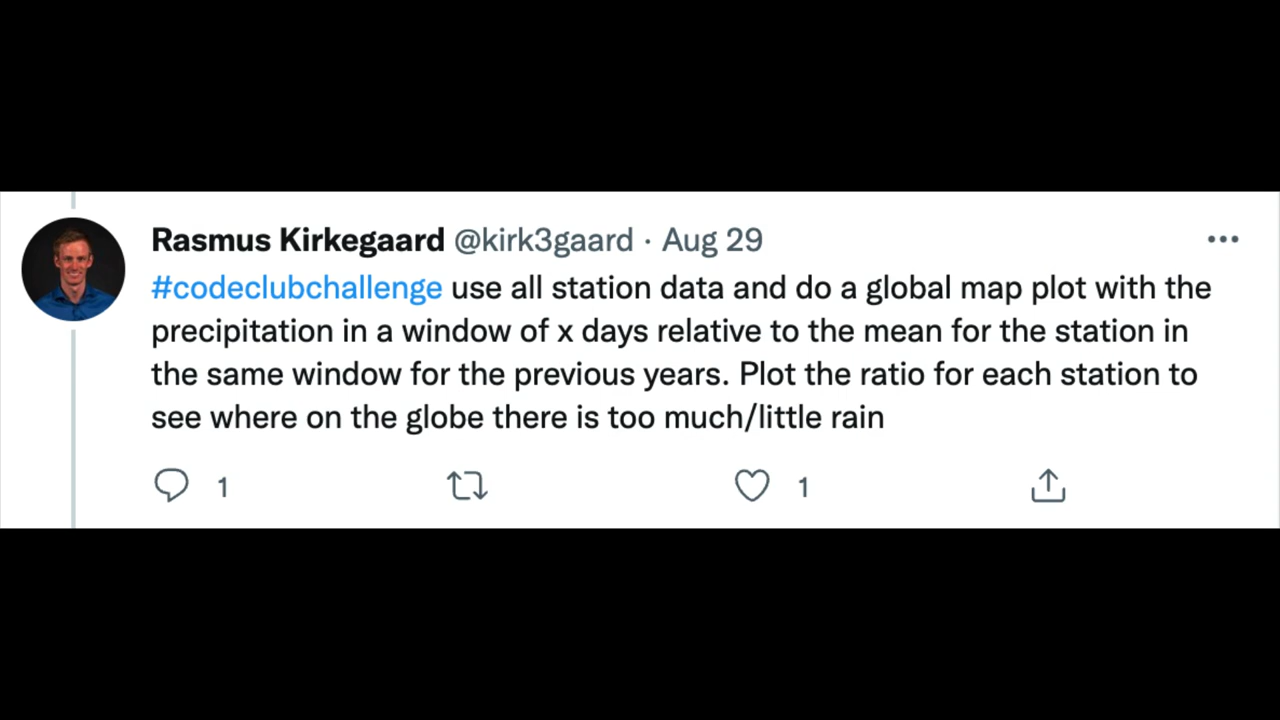 Rasmus Kirkegaard @kirk3gaard · Aug 29
#codeclubchallenge use all station data and do a global map plot with the
precipitation in a window of x days relative to the mean for the station in
the same window for the previous years. Plot the ratio for each station to
see where on the globe there is too much/little rain
1 1